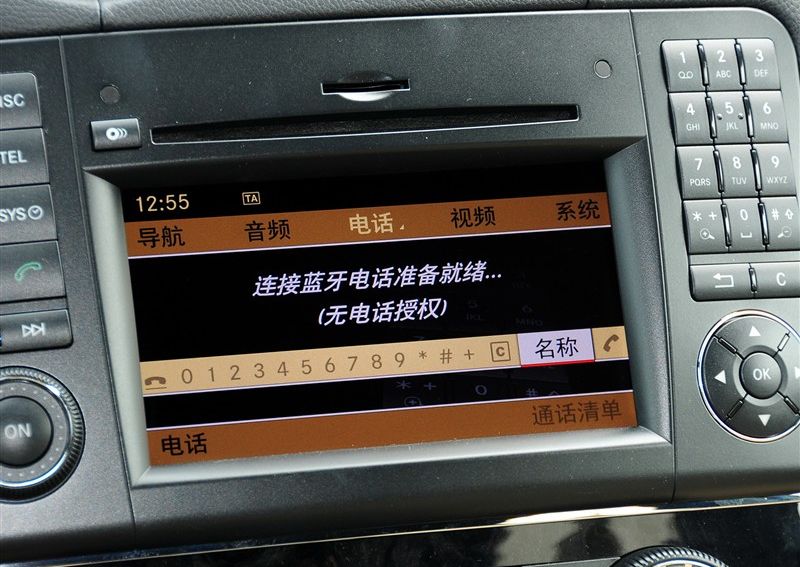 1 2 ABC 3 DEF
4 GHI 5 JKL 6 MNO
7 PQRS 8 TUV 9 WXYZ
* + 0 #
C
OK
SC
TEL
SYS
ON
12:55 TA
导航 音频 电话 视频 系统
连接蓝牙电话准备就绪...
(无电话授权)
0 1 2 3 4 5 6 7 8 9 * # + C 名称
通话清单
电话